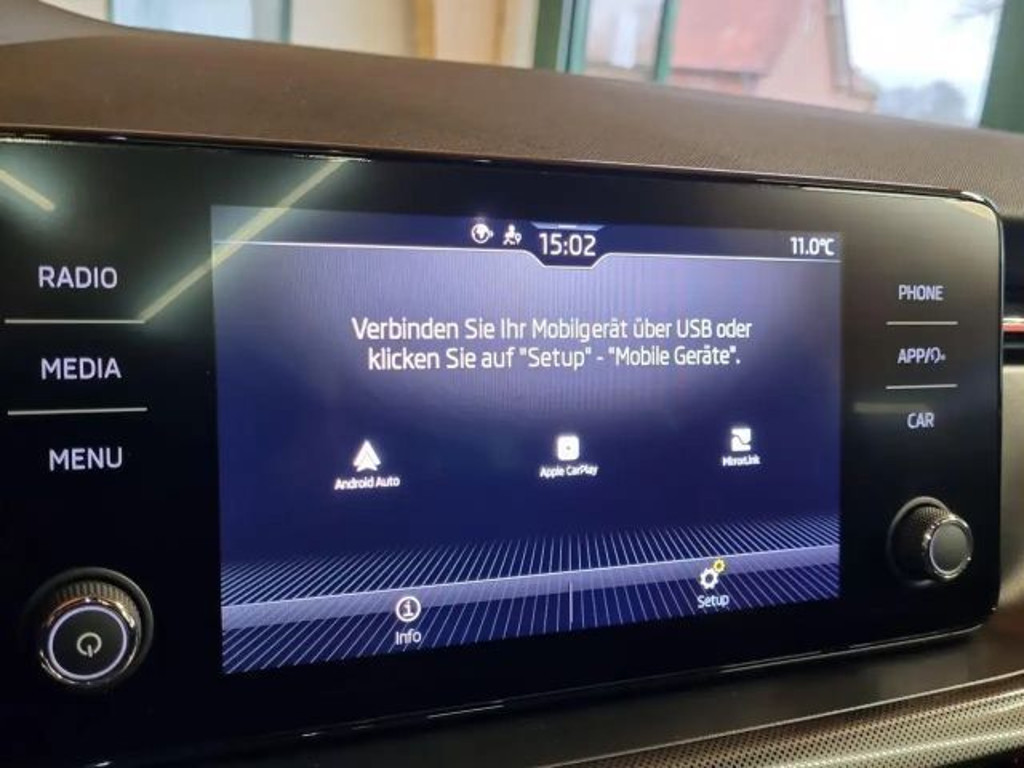 15:02
11.0°C
RADIO
MEDIA
MENU
Verbinden Sie Ihr Mobilgerät über USB oder
klicken Sie auf "Setup" - "Mobile Geräte".
Android Auto
Apple CarPlay
MirrorLink
Info
Setup
PHONE
APP/
CAR